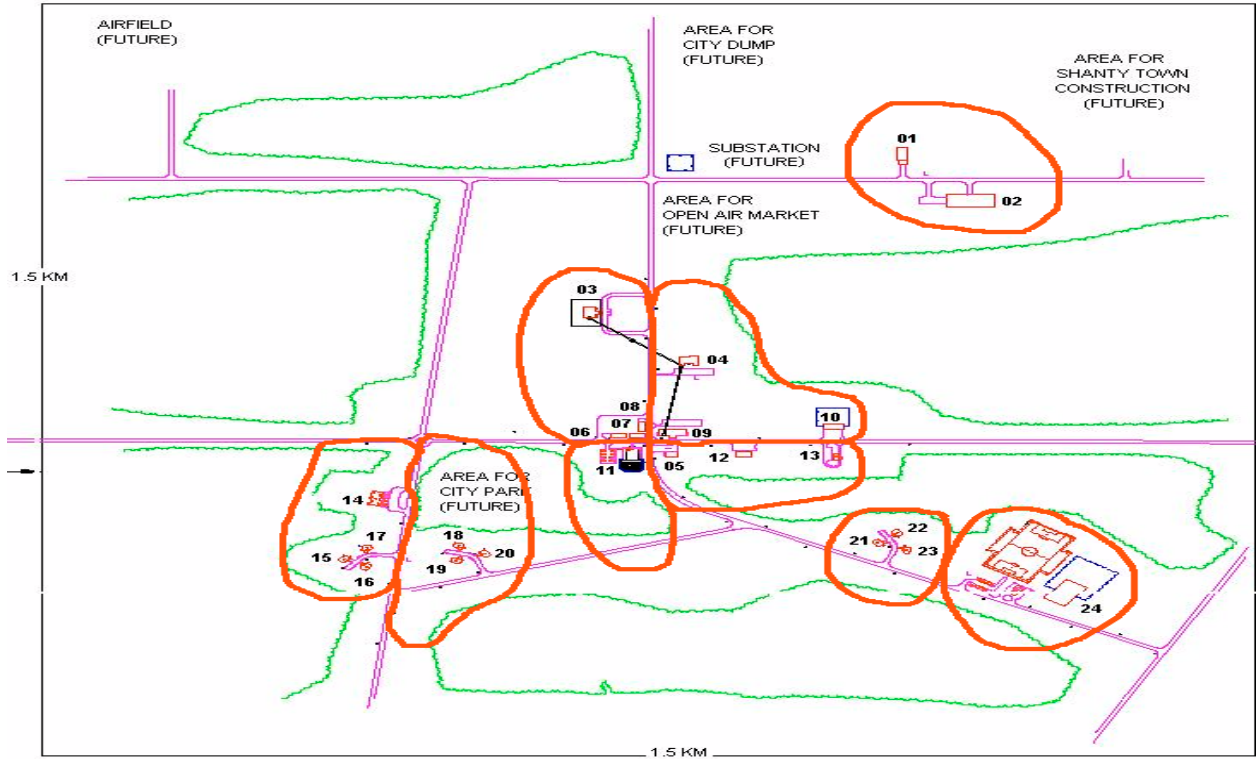 AIRFIELD
(FUTURE)
AREA FOR
CITY DUMP
(FUTURE)
AREA FOR
SHANTY TOWN
CONSTRUCTION
(FUTURE)
01
SUBSTATION
(FUTURE)
02
AREA FOR
OPEN AIR MARKET
(FUTURE)
1.5 KM
03
04
08
07
06
09
10
11
05
12
13
AREA FOR
CITY PARK
(FUTURE)
14
17
15
16
18
20
19
22
21
23
24
1.5 KM